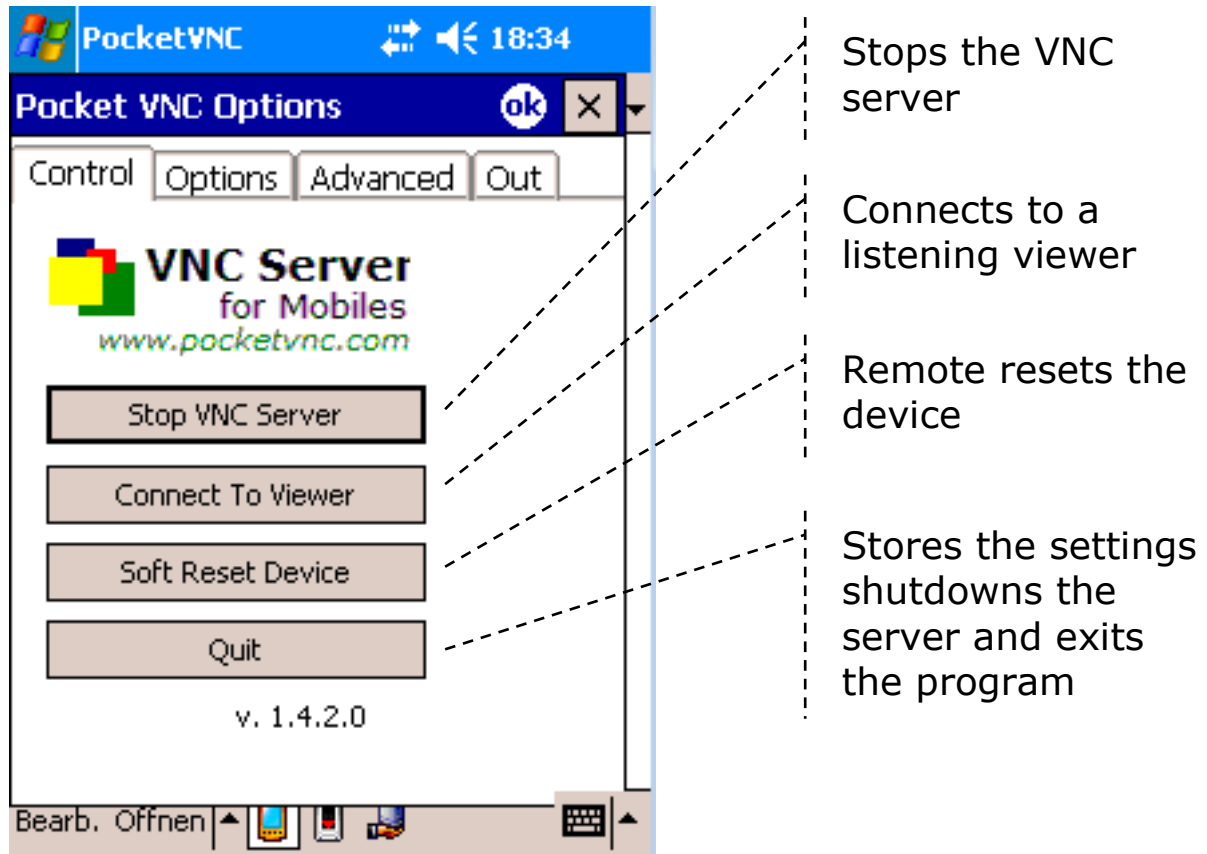 PocketVNC 18:34
Pocket VNC Options ok
Control Options Advanced Out
VNC Server
for Mobiles
www.pocketvnc.com
Stop VNC Server
Connect To Viewer
Soft Reset Device
Quit
v. 1.4.2.0
Bearb. Offnen
Stops the VNC
server
Connects to a
listening viewer
Remote resets the
device
Stores the settings
shutdowns the
server and exits
the program